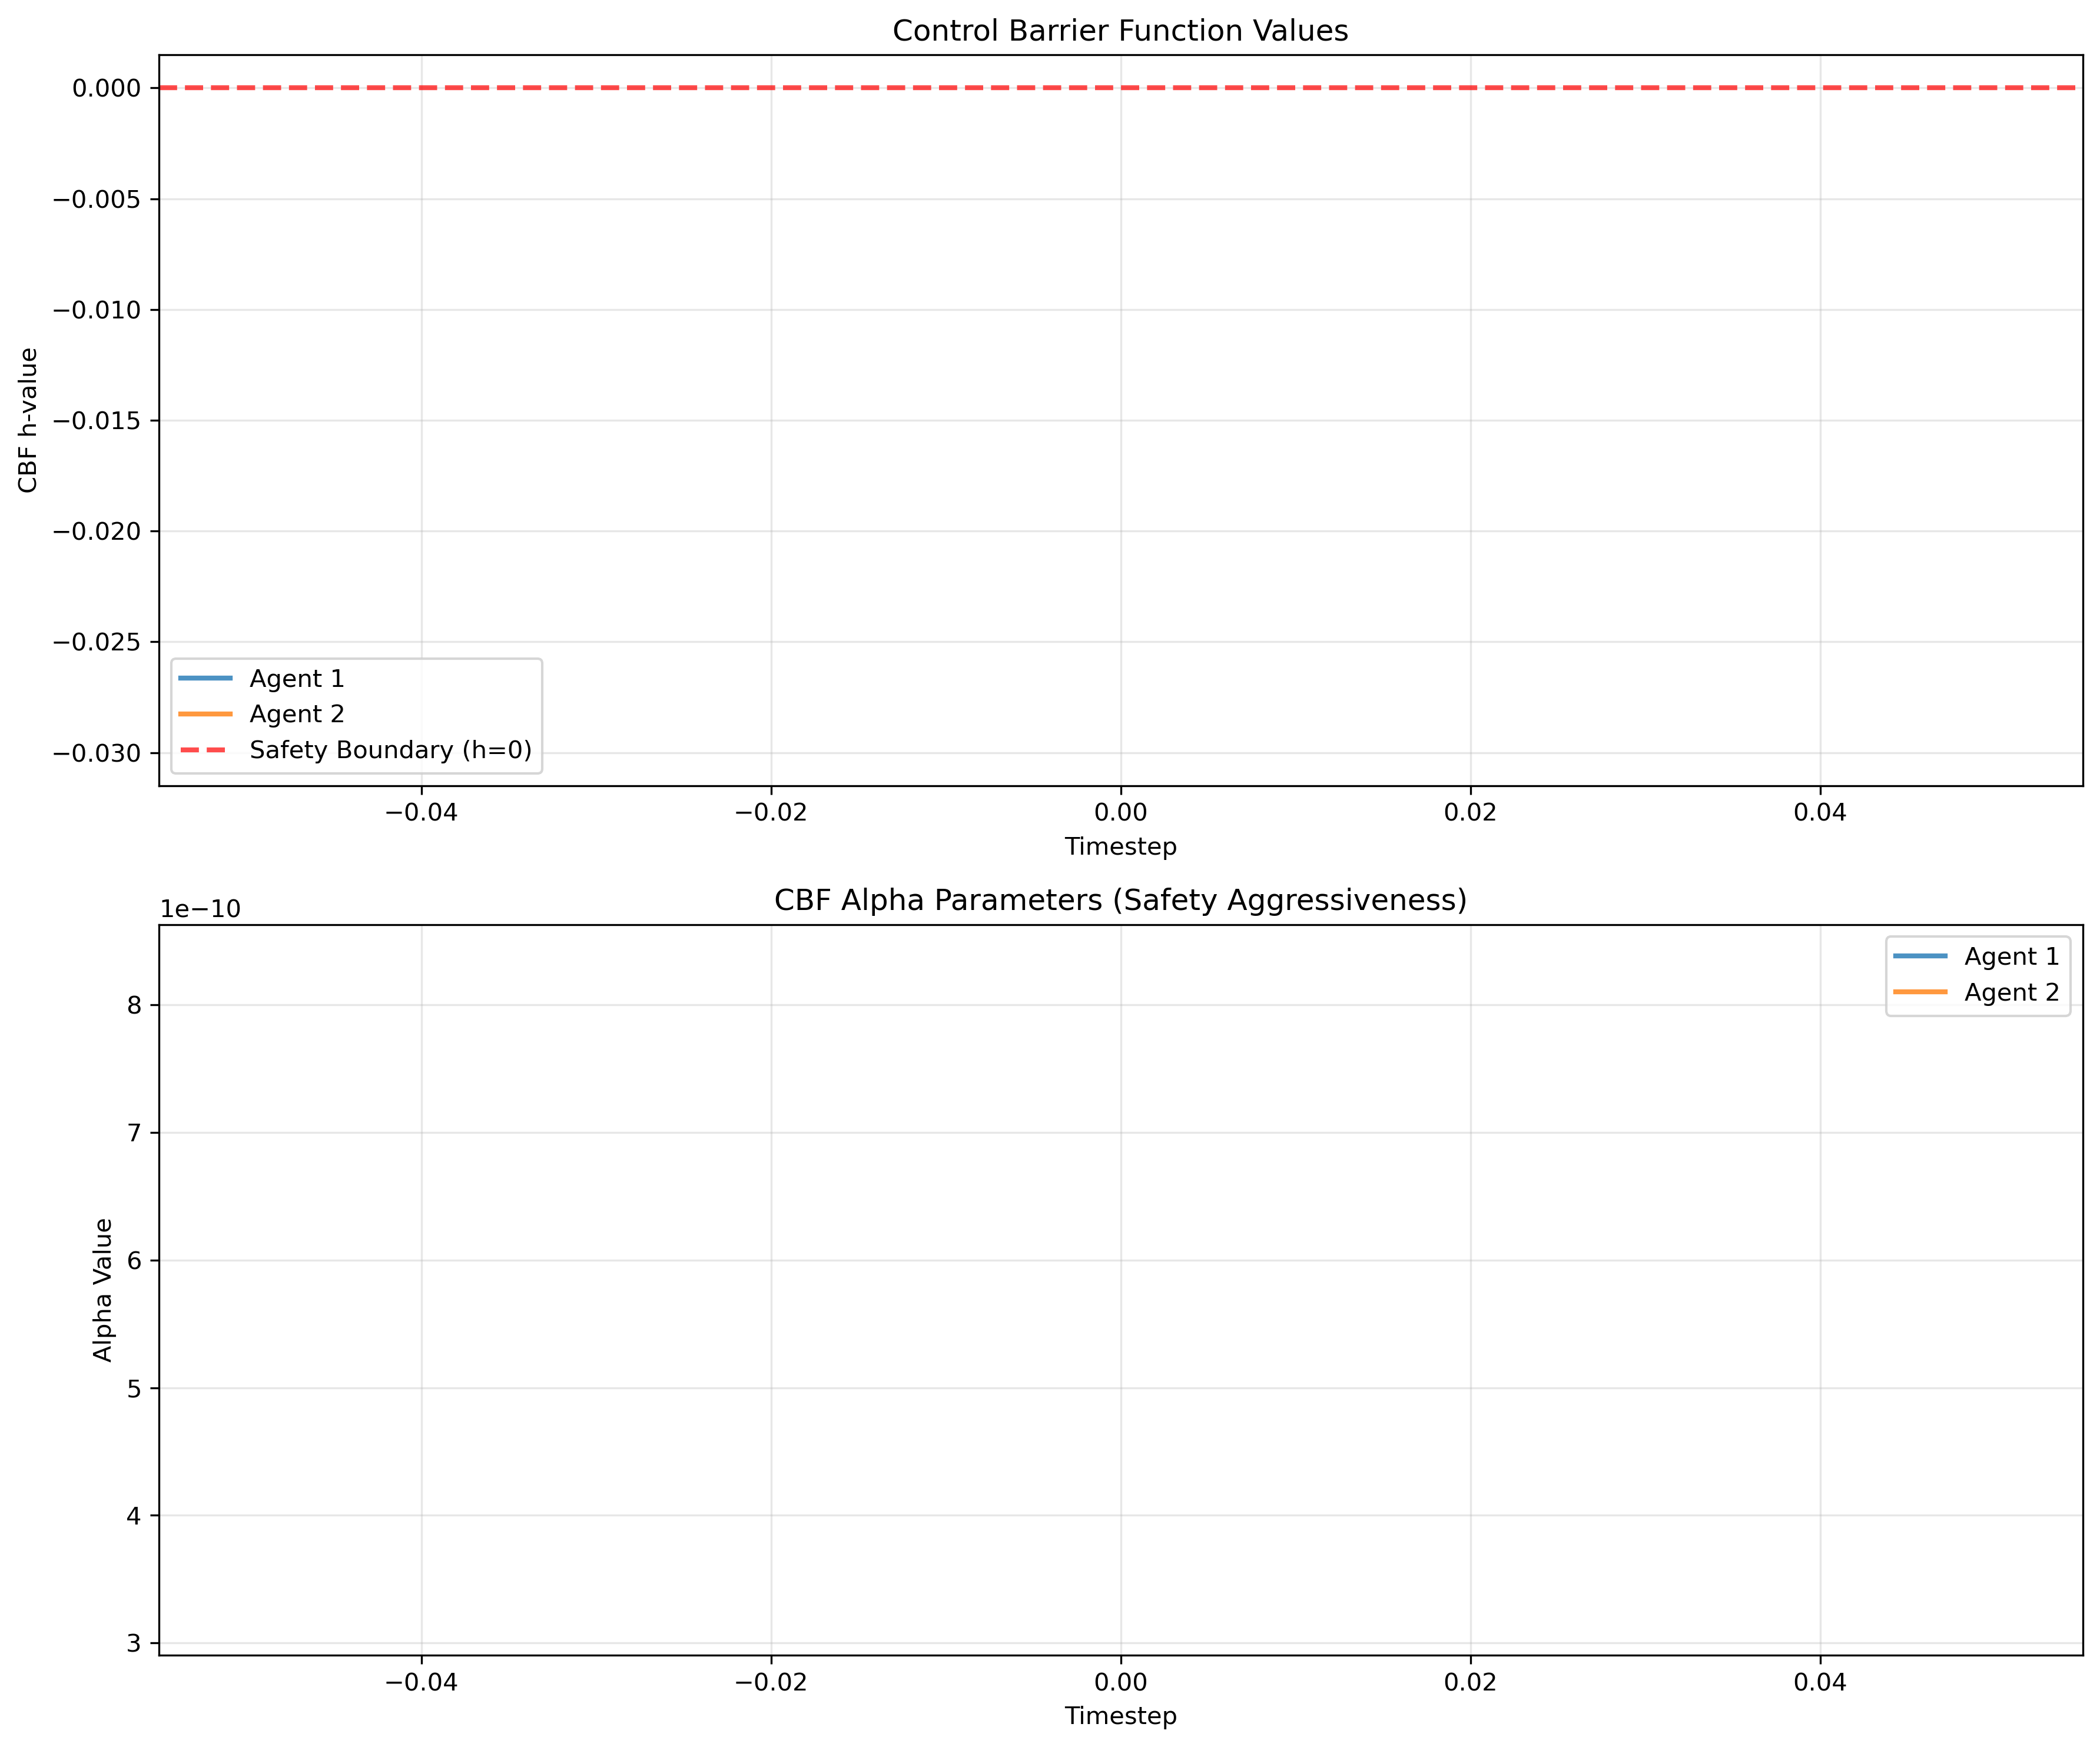 Control Barrier Function Values
0.000
−0.005
−0.010
−0.015
−0.020
−0.025
−0.030
CBF h-value
Agent 1
Agent 2
Safety Boundary (h=0)
−0.04 −0.02 0.00 0.02 0.04
Timestep
CBF Alpha Parameters (Safety Aggressiveness)
1e−10
8
7
6
5
4
3
Alpha Value
Agent 1
Agent 2
−0.04 −0.02 0.00 0.02 0.04
Timestep